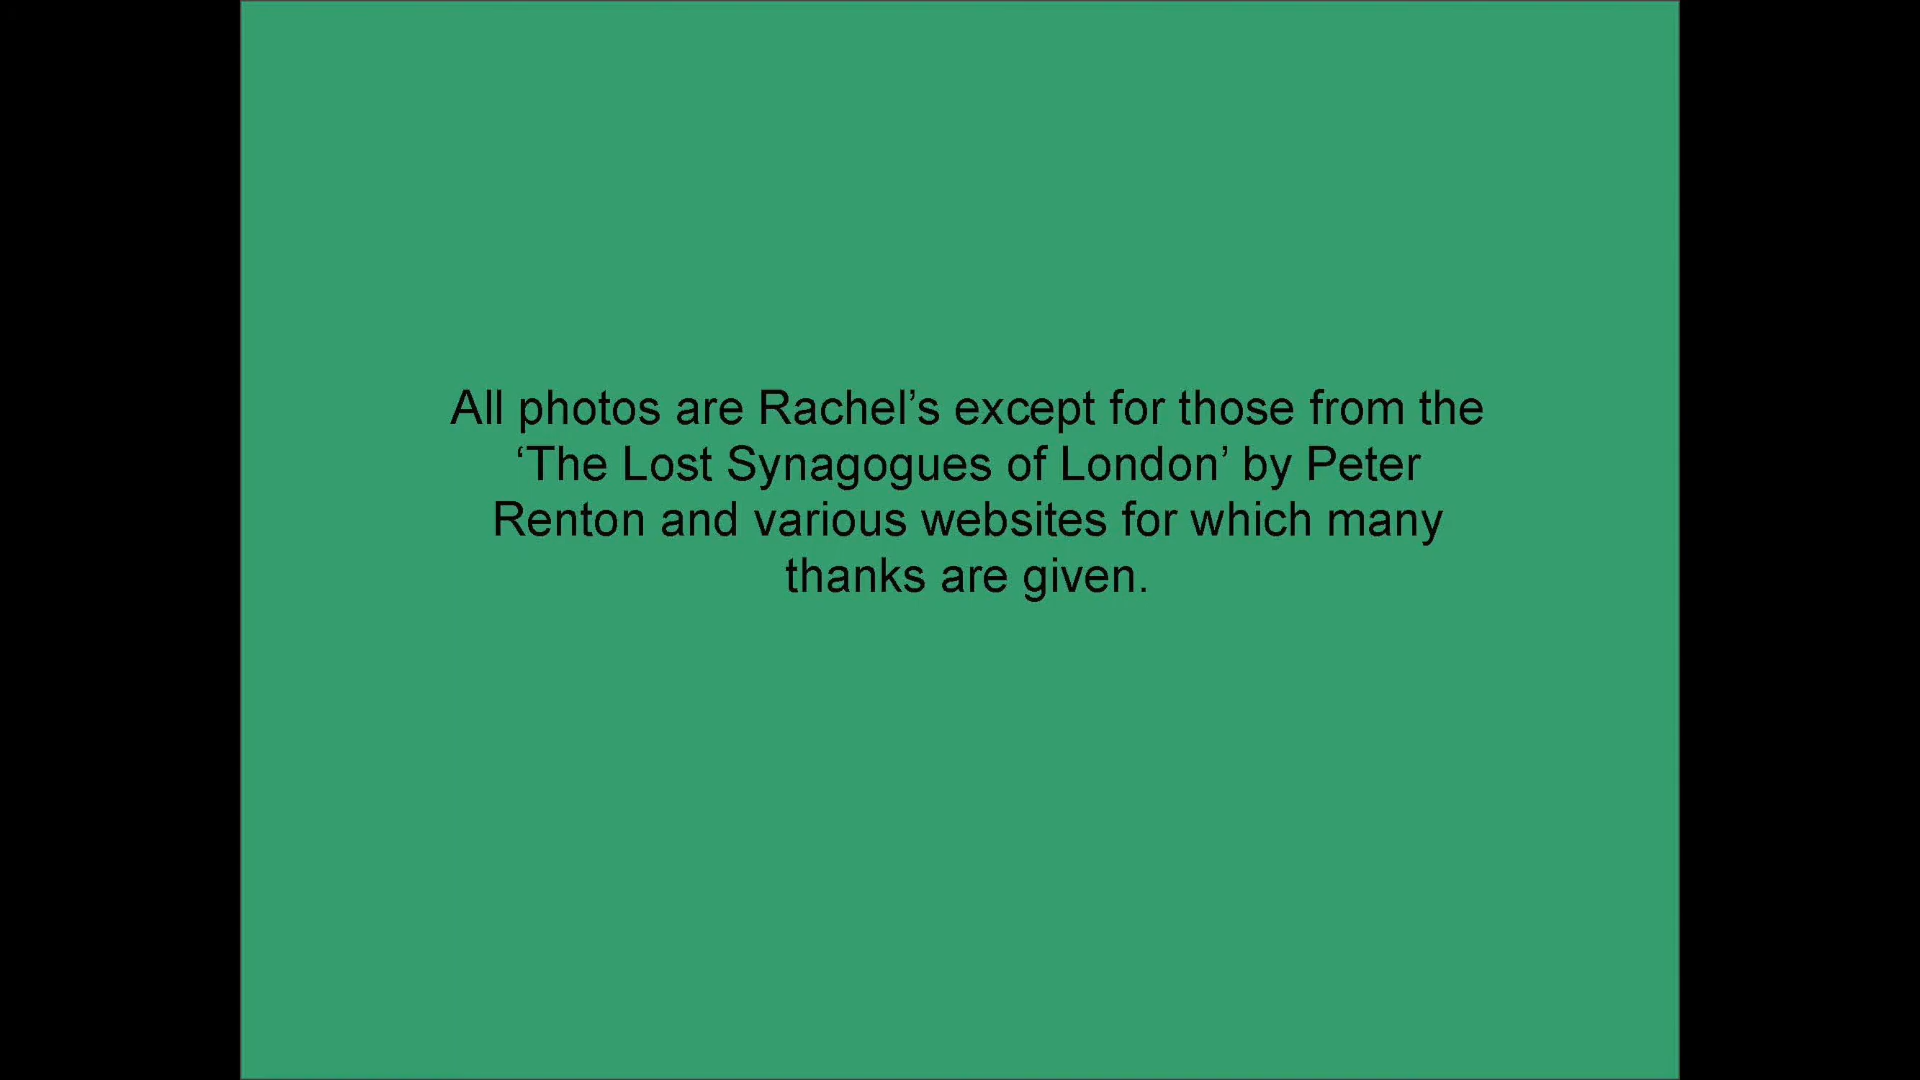 All photos are Rachel’s except for those from the
‘The Lost Synagogues of London’ by Peter
Renton and various websites for which many
thanks are given.